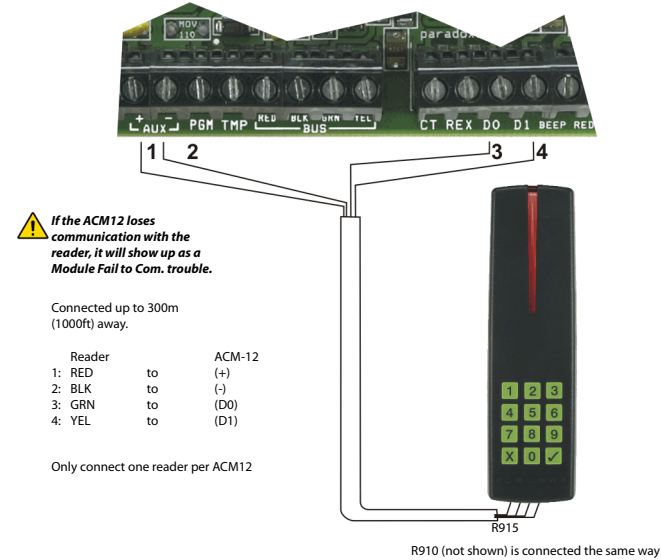 MOV
110
paradox
+ - RED BLK GRN YEL
AUX PGM TMP BUS CT REX D0 D1 BEEP RED
1 2 3 4
If the ACM12 loses
communication with the
reader, it will show up as a
Module Fail to Com. trouble.
Connected up to 300m
(1000ft) away.
Reader ACM-12
1: RED to (+)
2: BLK to (-)
3: GRN to (D0)
4: YEL to (D1)
Only connect one reader per ACM12
1 2 3
4 5 6
7 8 9
X 0 ✓
R915
R910 (not shown) is connected the same way